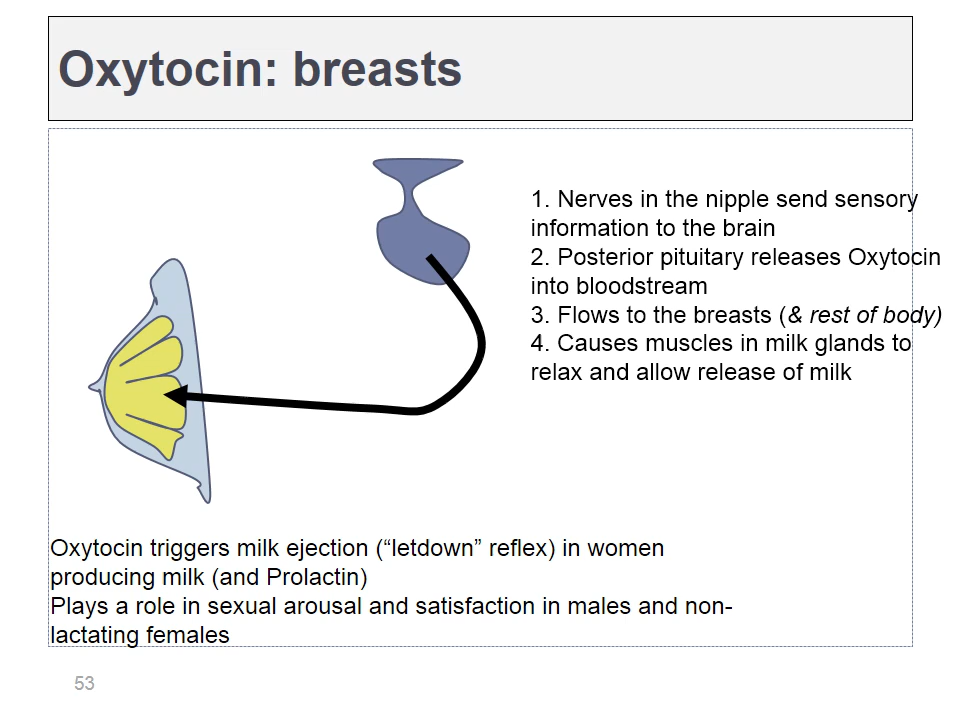 Oxytocin: breasts
1. Nerves in the nipple send sensory
information to the brain
2. Posterior pituitary releases Oxytocin
into bloodstream
3. Flows to the breasts (& rest of body)
4. Causes muscles in milk glands to
relax and allow release of milk
Oxytocin triggers milk ejection (“letdown” reflex) in women
producing milk (and Prolactin)
Plays a role in sexual arousal and satisfaction in males and non-
lactating females
53